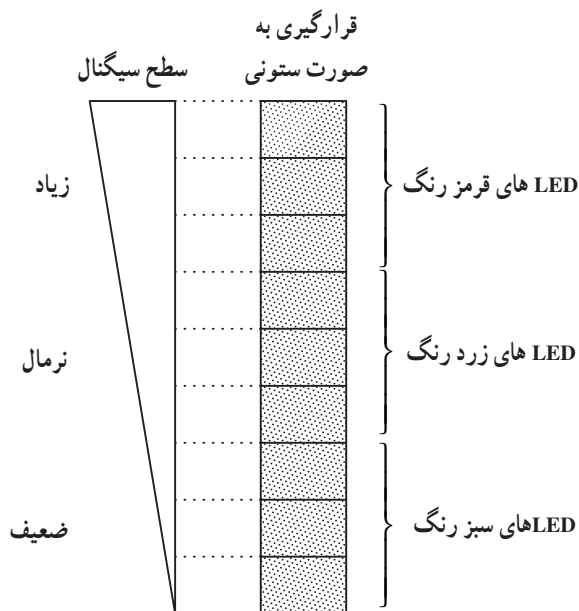 قرارگیری به
صورت ستونی
سطح سیگنال
LED های قرمز رنگ
زیاد
LED های زرد رنگ
نرمال
LEDهای سبز رنگ
ضعیف